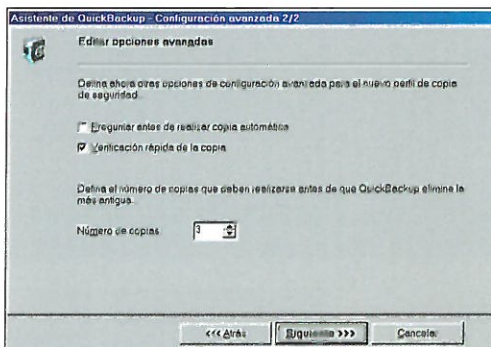 Asistente de QuickBackup - Configuración avanzada 2/2
Editar opciones avanzadas
Defina ahora otras opciones de configuración avanzada para el nuevo perfil de copia
de seguridad.
Preguntar antes de realizar copia automática
Verificación rápida de la copia
Defina el número de copias que deben realizarse antes de que QuickBackup elimine la
más antigua.
Número de copias: 3
<<< Atrás Siguiente >>> Cancelar